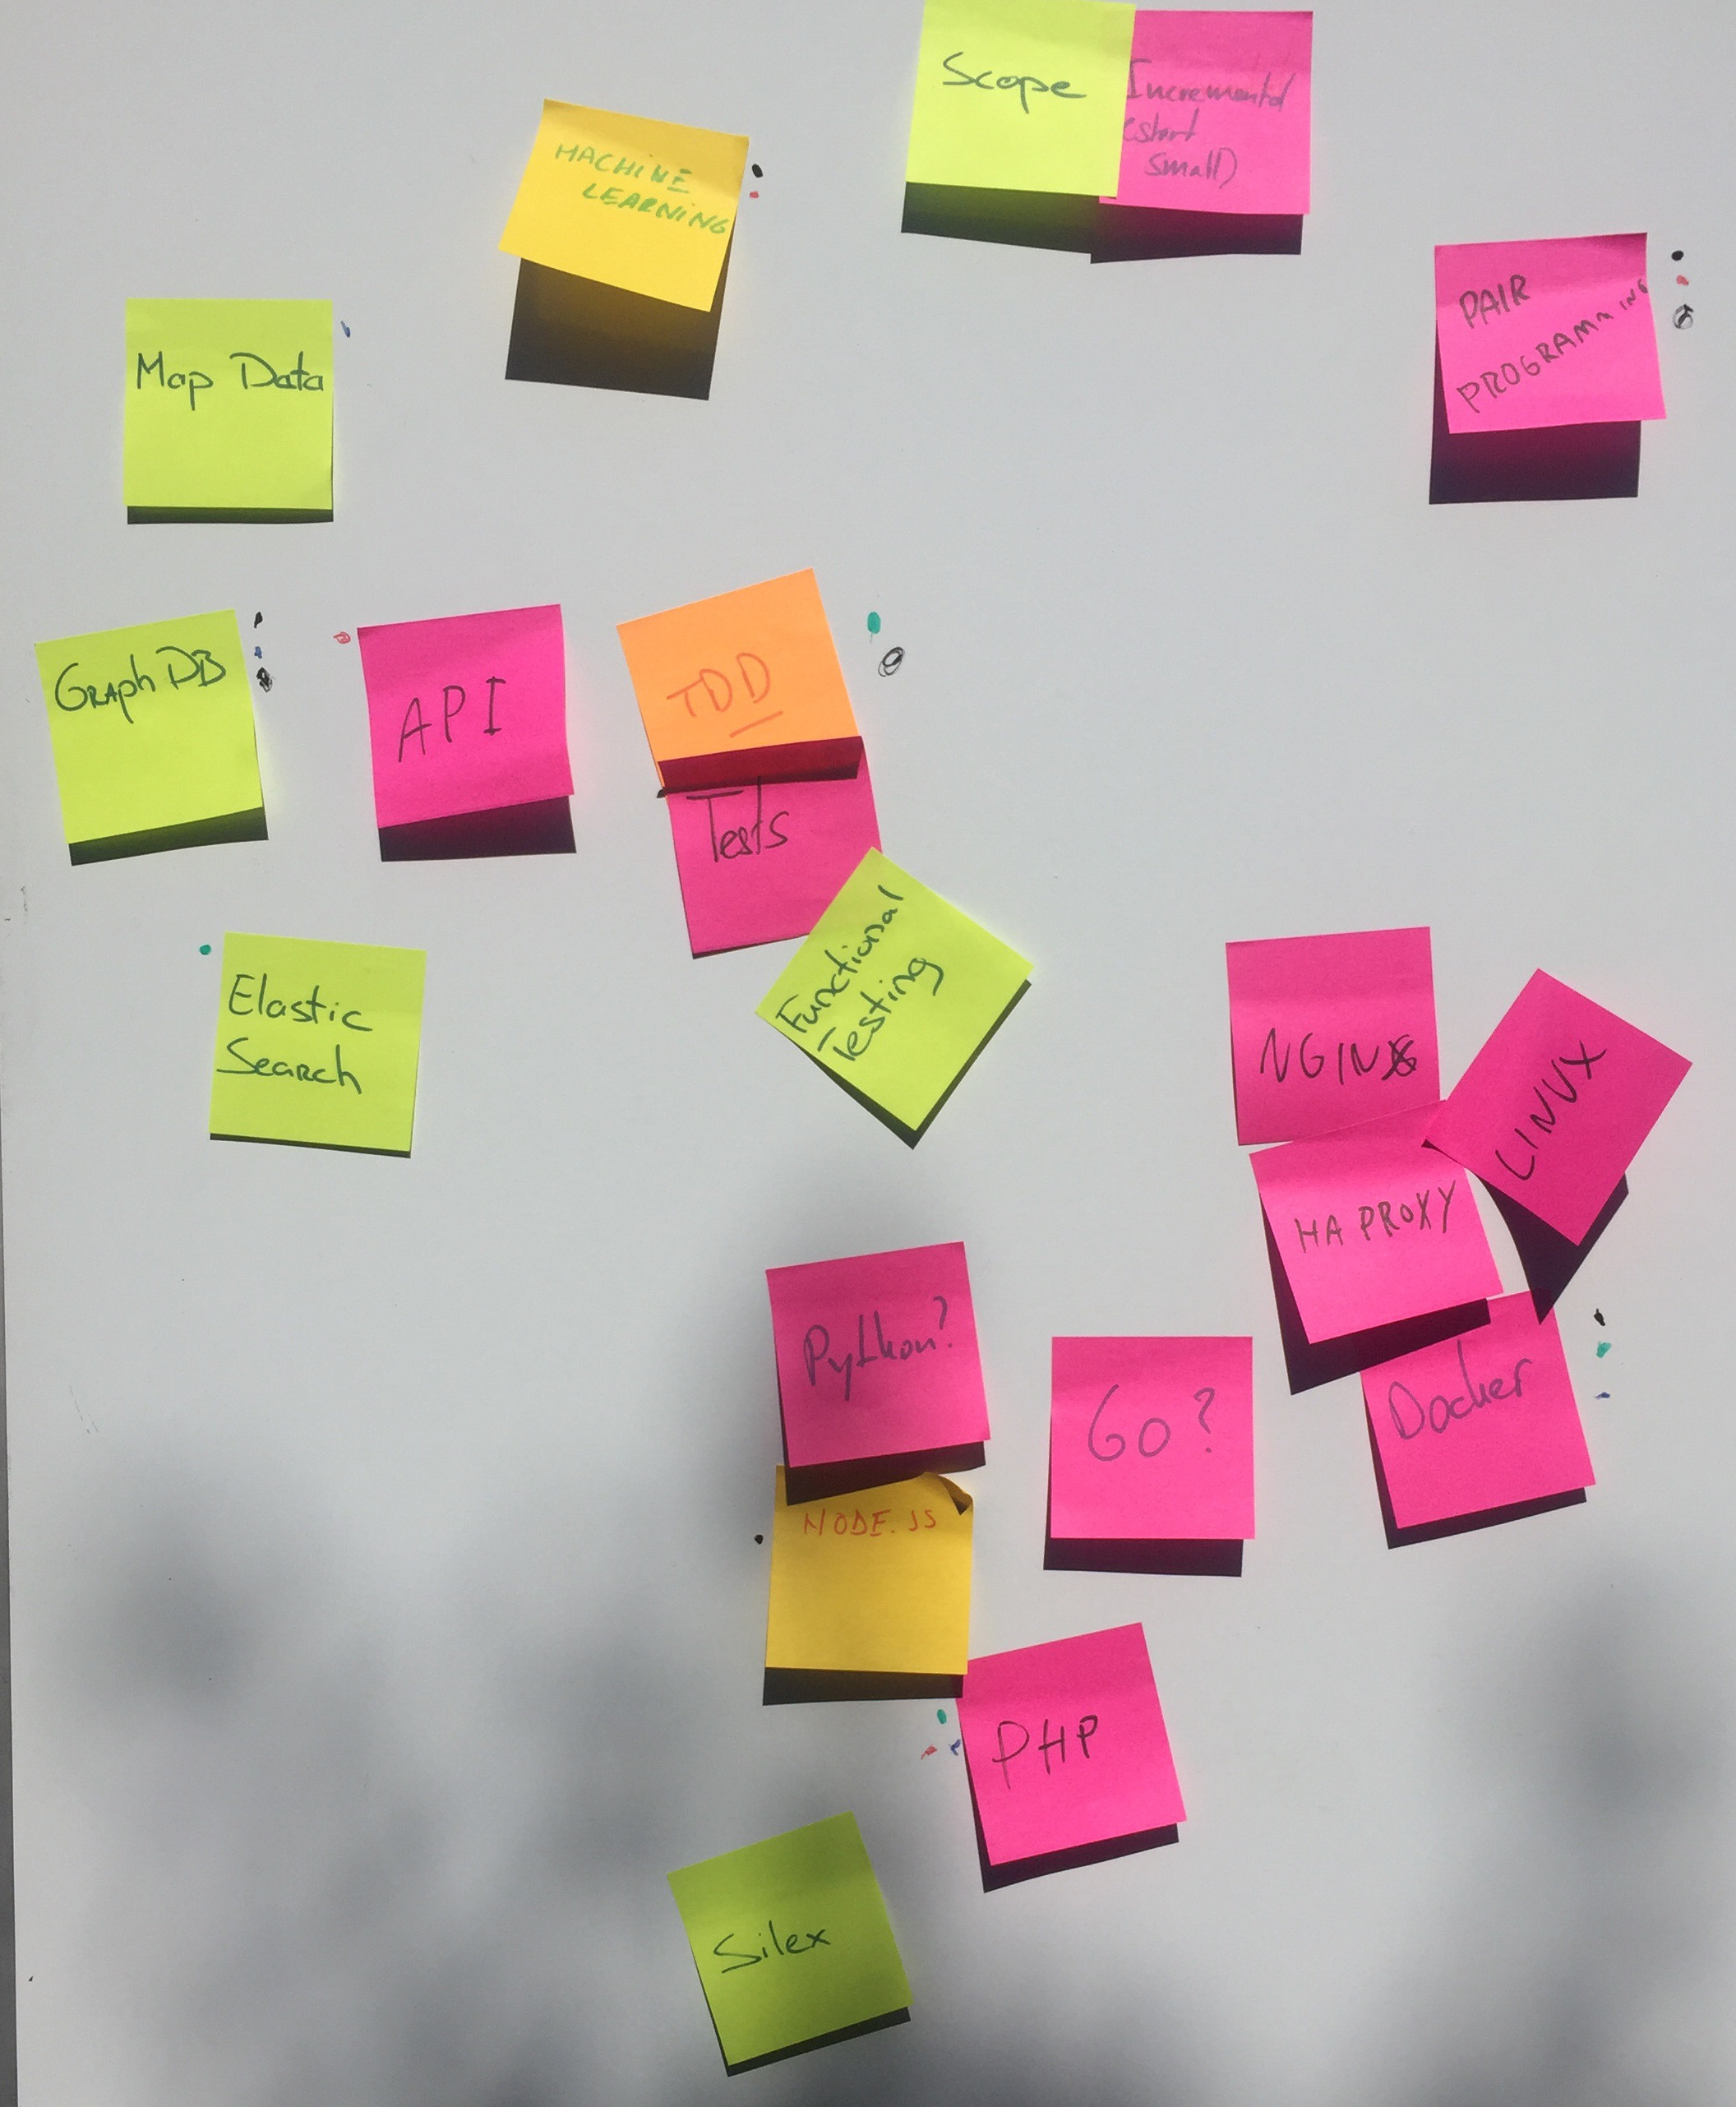 Scope
Incremental
(start
small)
MACHINE
LEARNING
PAIR
PROGRAMMING
Map Data
GRAPH DB
API
TDD
Tests
Functional
Testing
Elastic
Search
NGINX
LINUX
HA PROXY
Python?
Go?
Docker
NODE.JS
PHP
Silex